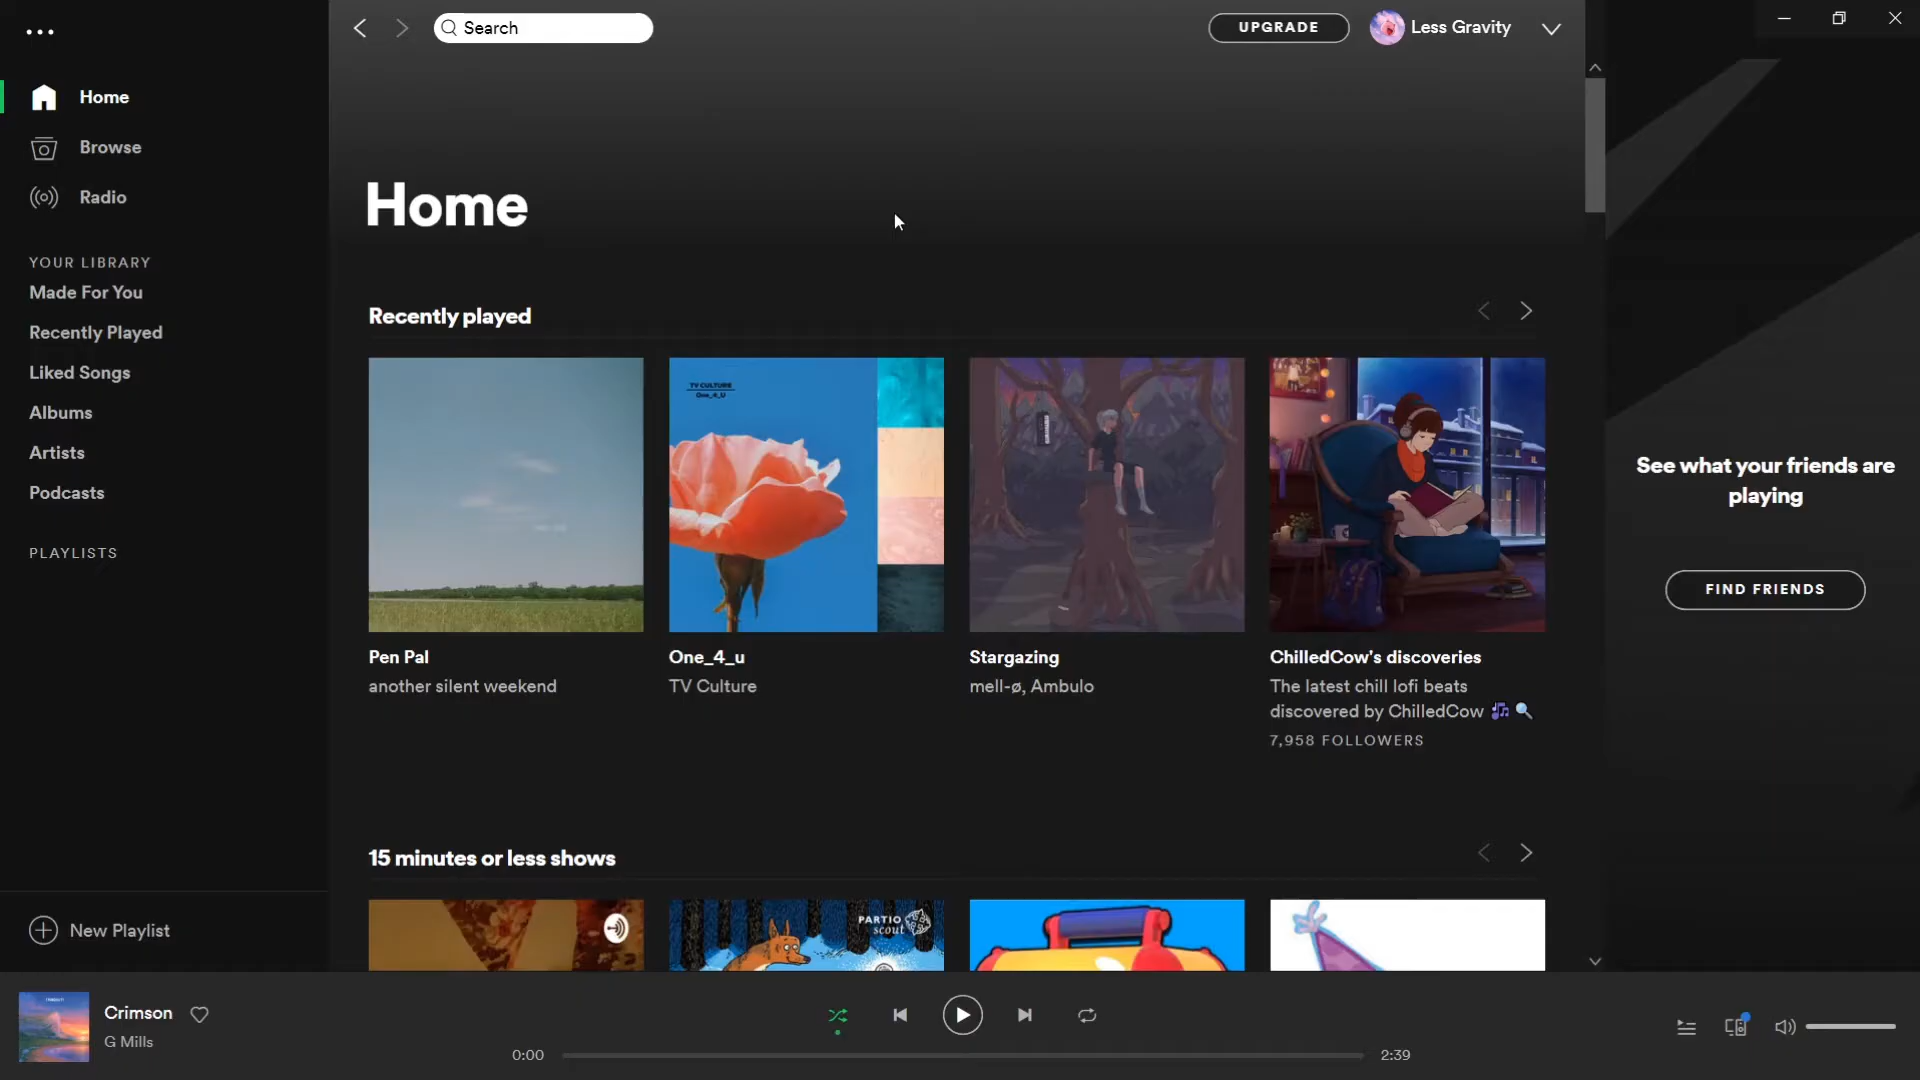 Search
UPGRADE
Less Gravity
Home
Browse
Radio
YOUR LIBRARY
Made For You
Recently Played
Liked Songs
Albums
Artists
Podcasts
PLAYLISTS
New Playlist
Home
Recently played
TV CULTURE
One_4_U
Pen Pal
another silent weekend
One_4_u
TV Culture
Stargazing
mell-ø, Ambulo
ChilledCow's discoveries
The latest chill lofi beats
discovered by ChilledCow 🎶 🔍
7,958 FOLLOWERS
15 minutes or less shows
PARTIO
scout
See what your friends are
playing
FIND FRIENDS
Crimson
G Mills
0:00
2:39